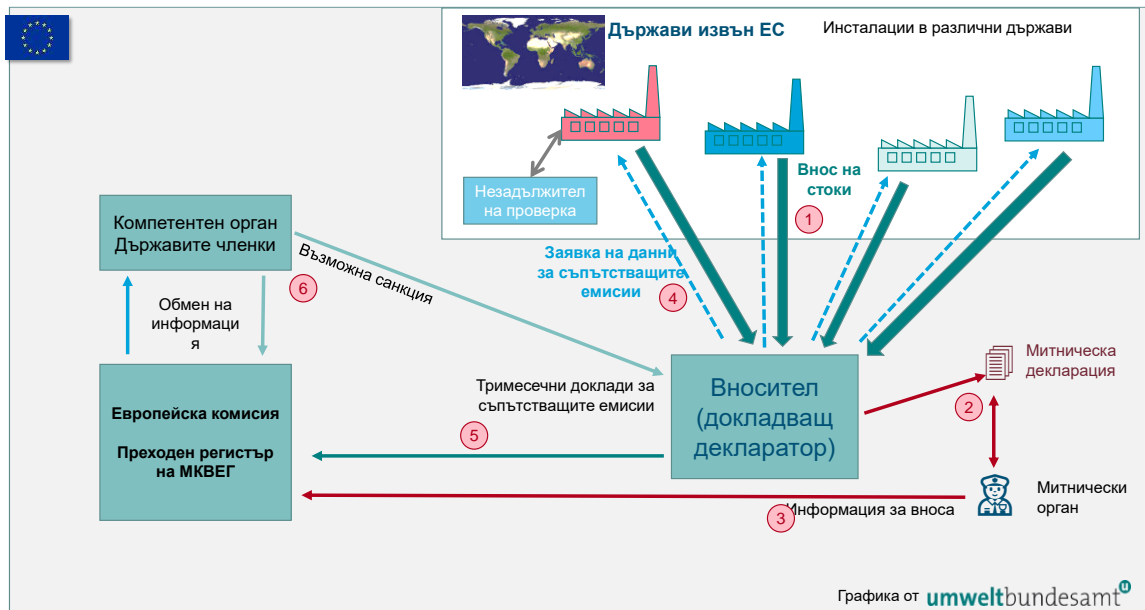 Държави извън ЕС
Инсталации в различни държави
Незадължител
на проверка
Внос на
стоки
1
Заявка на данни
за съпътстващите
емисии
4
Компетентен орган
Държавите членки
Възможна санкция
6
Обмен на
информаци
я
Европейска комисия
Преходен регистър
на МКВЕГ
Тримесечни доклади за
съпътстващите емисии
5
Вносител
(докладващ
декларатор)
Митническа
декларация
2
Митнически
орган
3
Информация за вноса
Графика от umweltbundesamt u